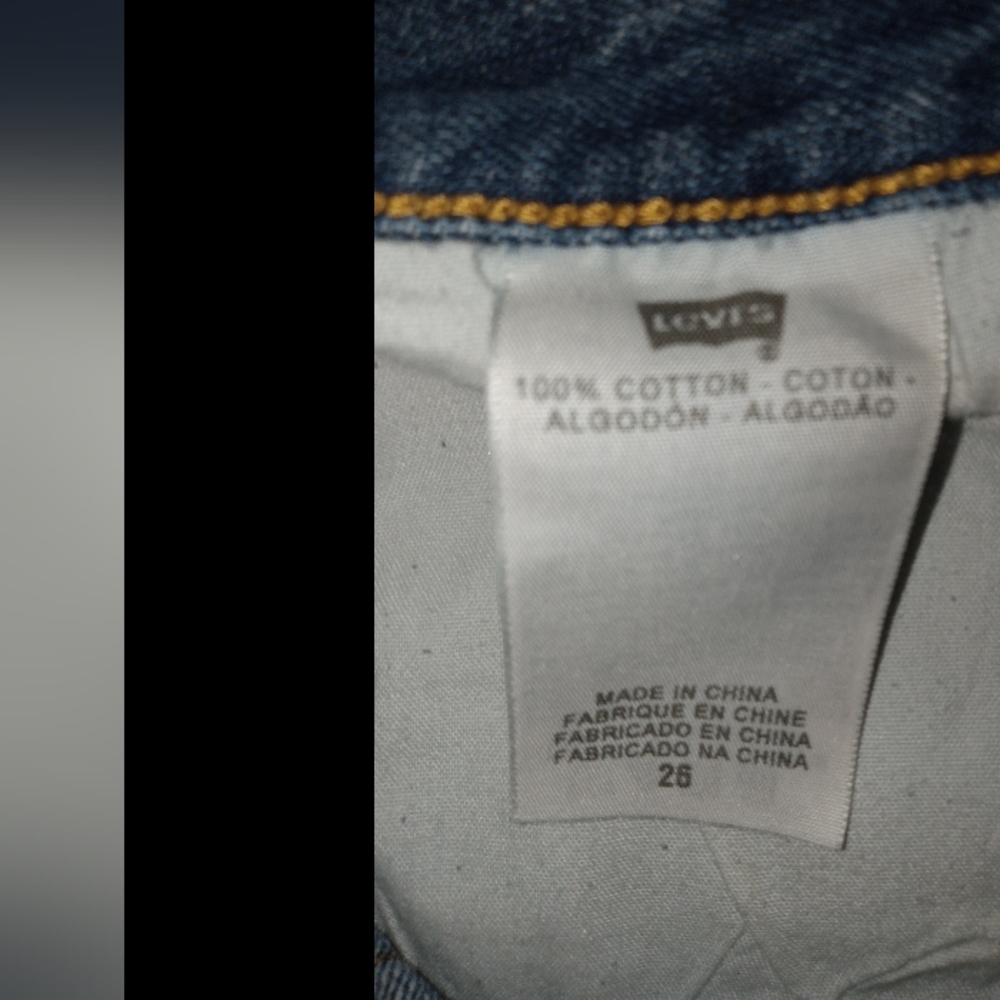 LEVI'S
100% COTTON - COTON -
ALGODÓN - ALGODÃO
MADE IN CHINA
FABRIQUE EN CHINE
FABRICADO EN CHINA
FABRICADO NA CHINA
26